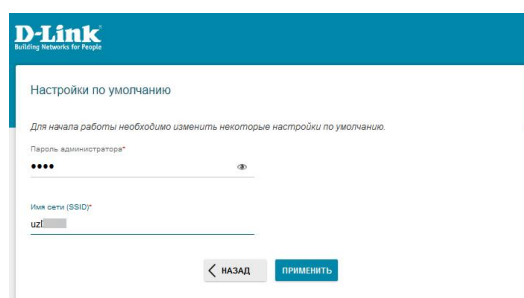 D-Link
Building Networks for People
Настройки по умолчанию
Для начала работы необходимо изменить некоторые настройки по умолчанию.
Пароль администратора*
••••
Имя сети (SSID)*
uzl
НАЗАД
ПРИМЕНИТЬ